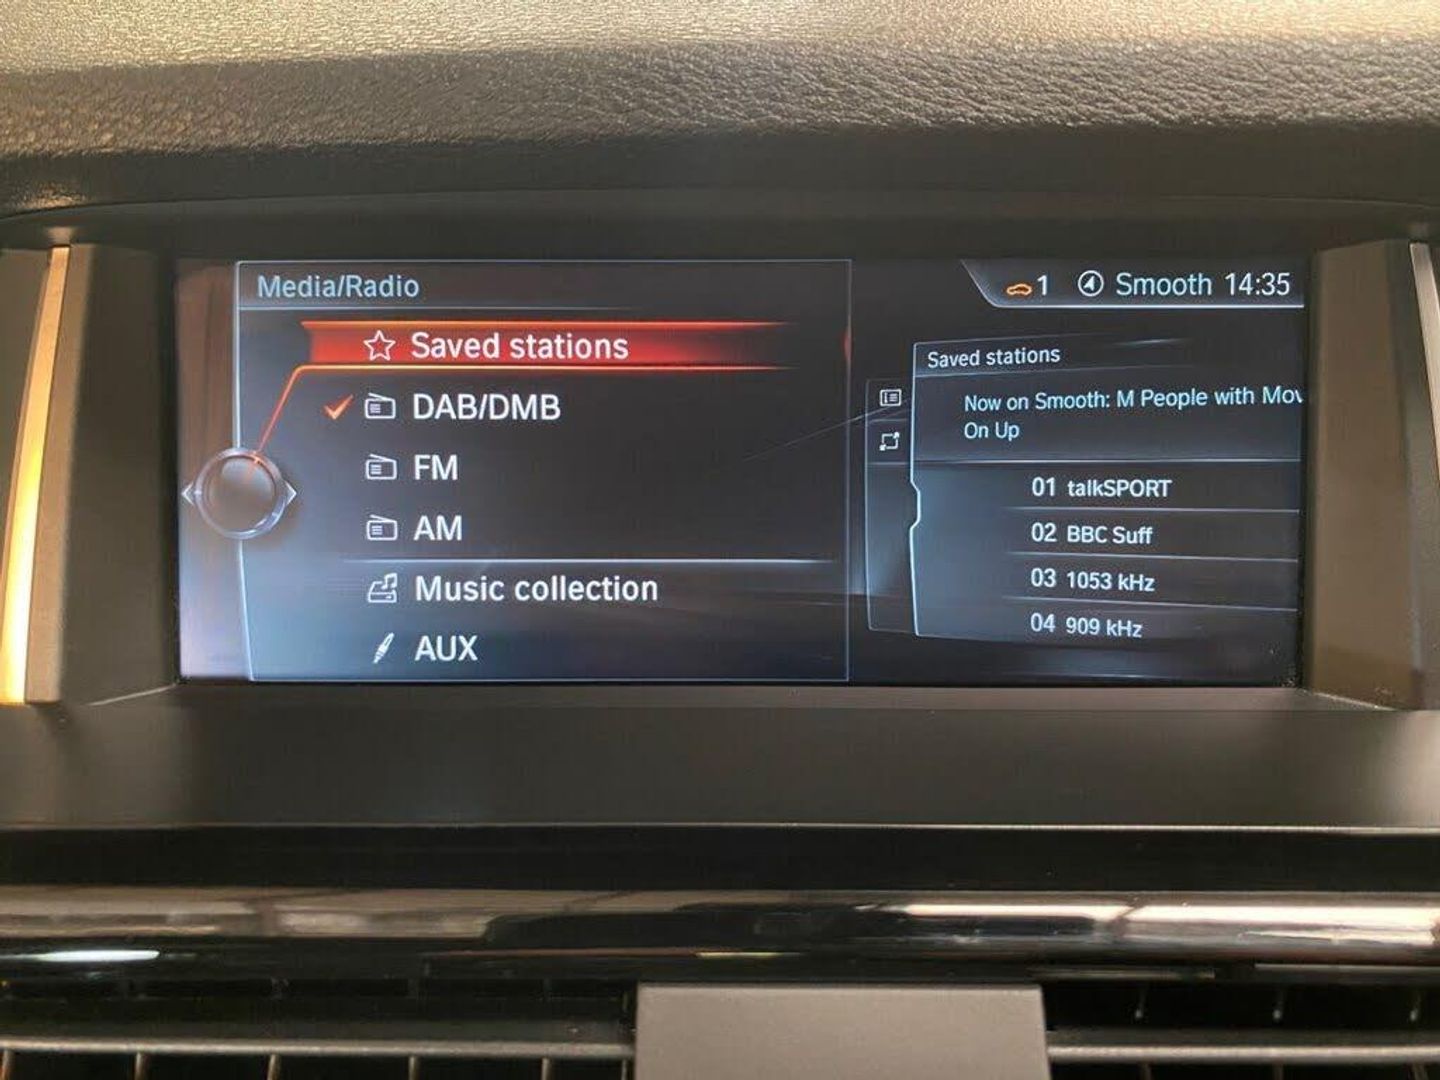 Media/Radio
1 Smooth 14:35
Saved stations
DAB/DMB
FM
AM
Music collection
AUX
Saved stations
Now on Smooth: M People with Mov
On Up
01 talkSPORT
02 BBC Suff
03 1053 kHz
04 909 kHz